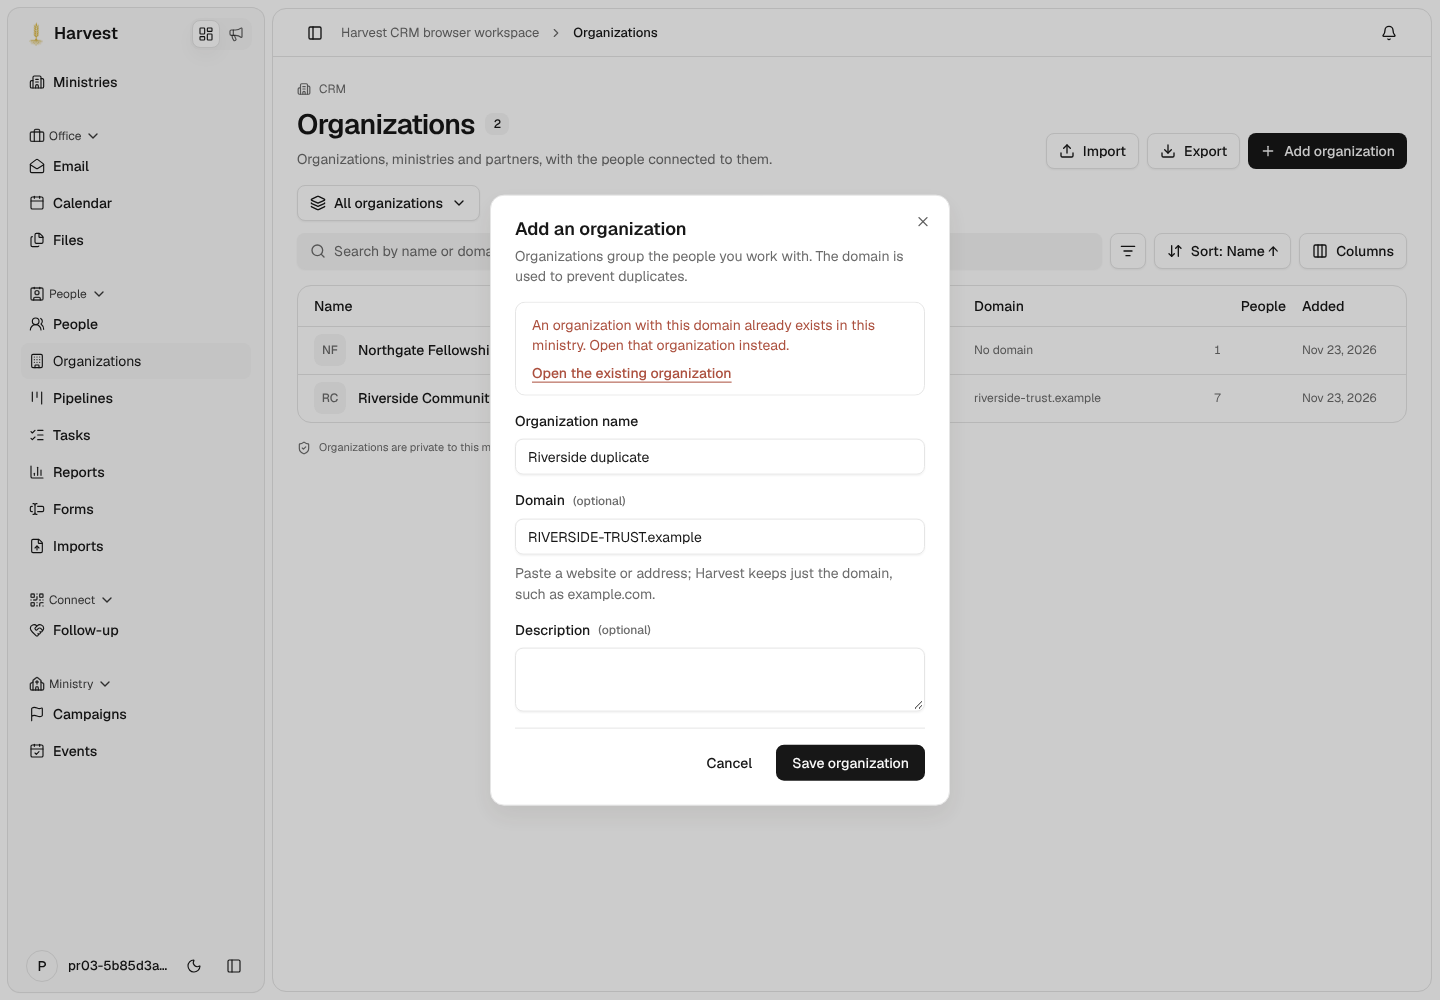 Harvest
Ministries
Office
Email
Calendar
Files
People
People
Organizations
Pipelines
Tasks
Reports
Forms
Imports
Connect
Follow-up
Ministry
Campaigns
Events
P
pr03-5b85d3a...
Harvest CRM browser workspace > Organizations
CRM
Organizations 2
Organizations, ministries and partners, with the people connected to them.
Import
Export
+ Add organization
All organizations
Search by name or doma
Sort: Name ↑
Columns
Name Domain People Added
NF Northgate Fellowshi No domain 1 Nov 23, 2026
RC Riverside Communit riverside-trust.example 7 Nov 23, 2026
Organizations are private to this m
Add an organization
Organizations group the people you work with. The domain is
used to prevent duplicates.
An organization with this domain already exists in this
ministry. Open that organization instead.
Open the existing organization
Organization name
Riverside duplicate
Domain (optional)
RIVERSIDE-TRUST.example
Paste a website or address; Harvest keeps just the domain,
such as example.com.
Description (optional)
Cancel
Save organization